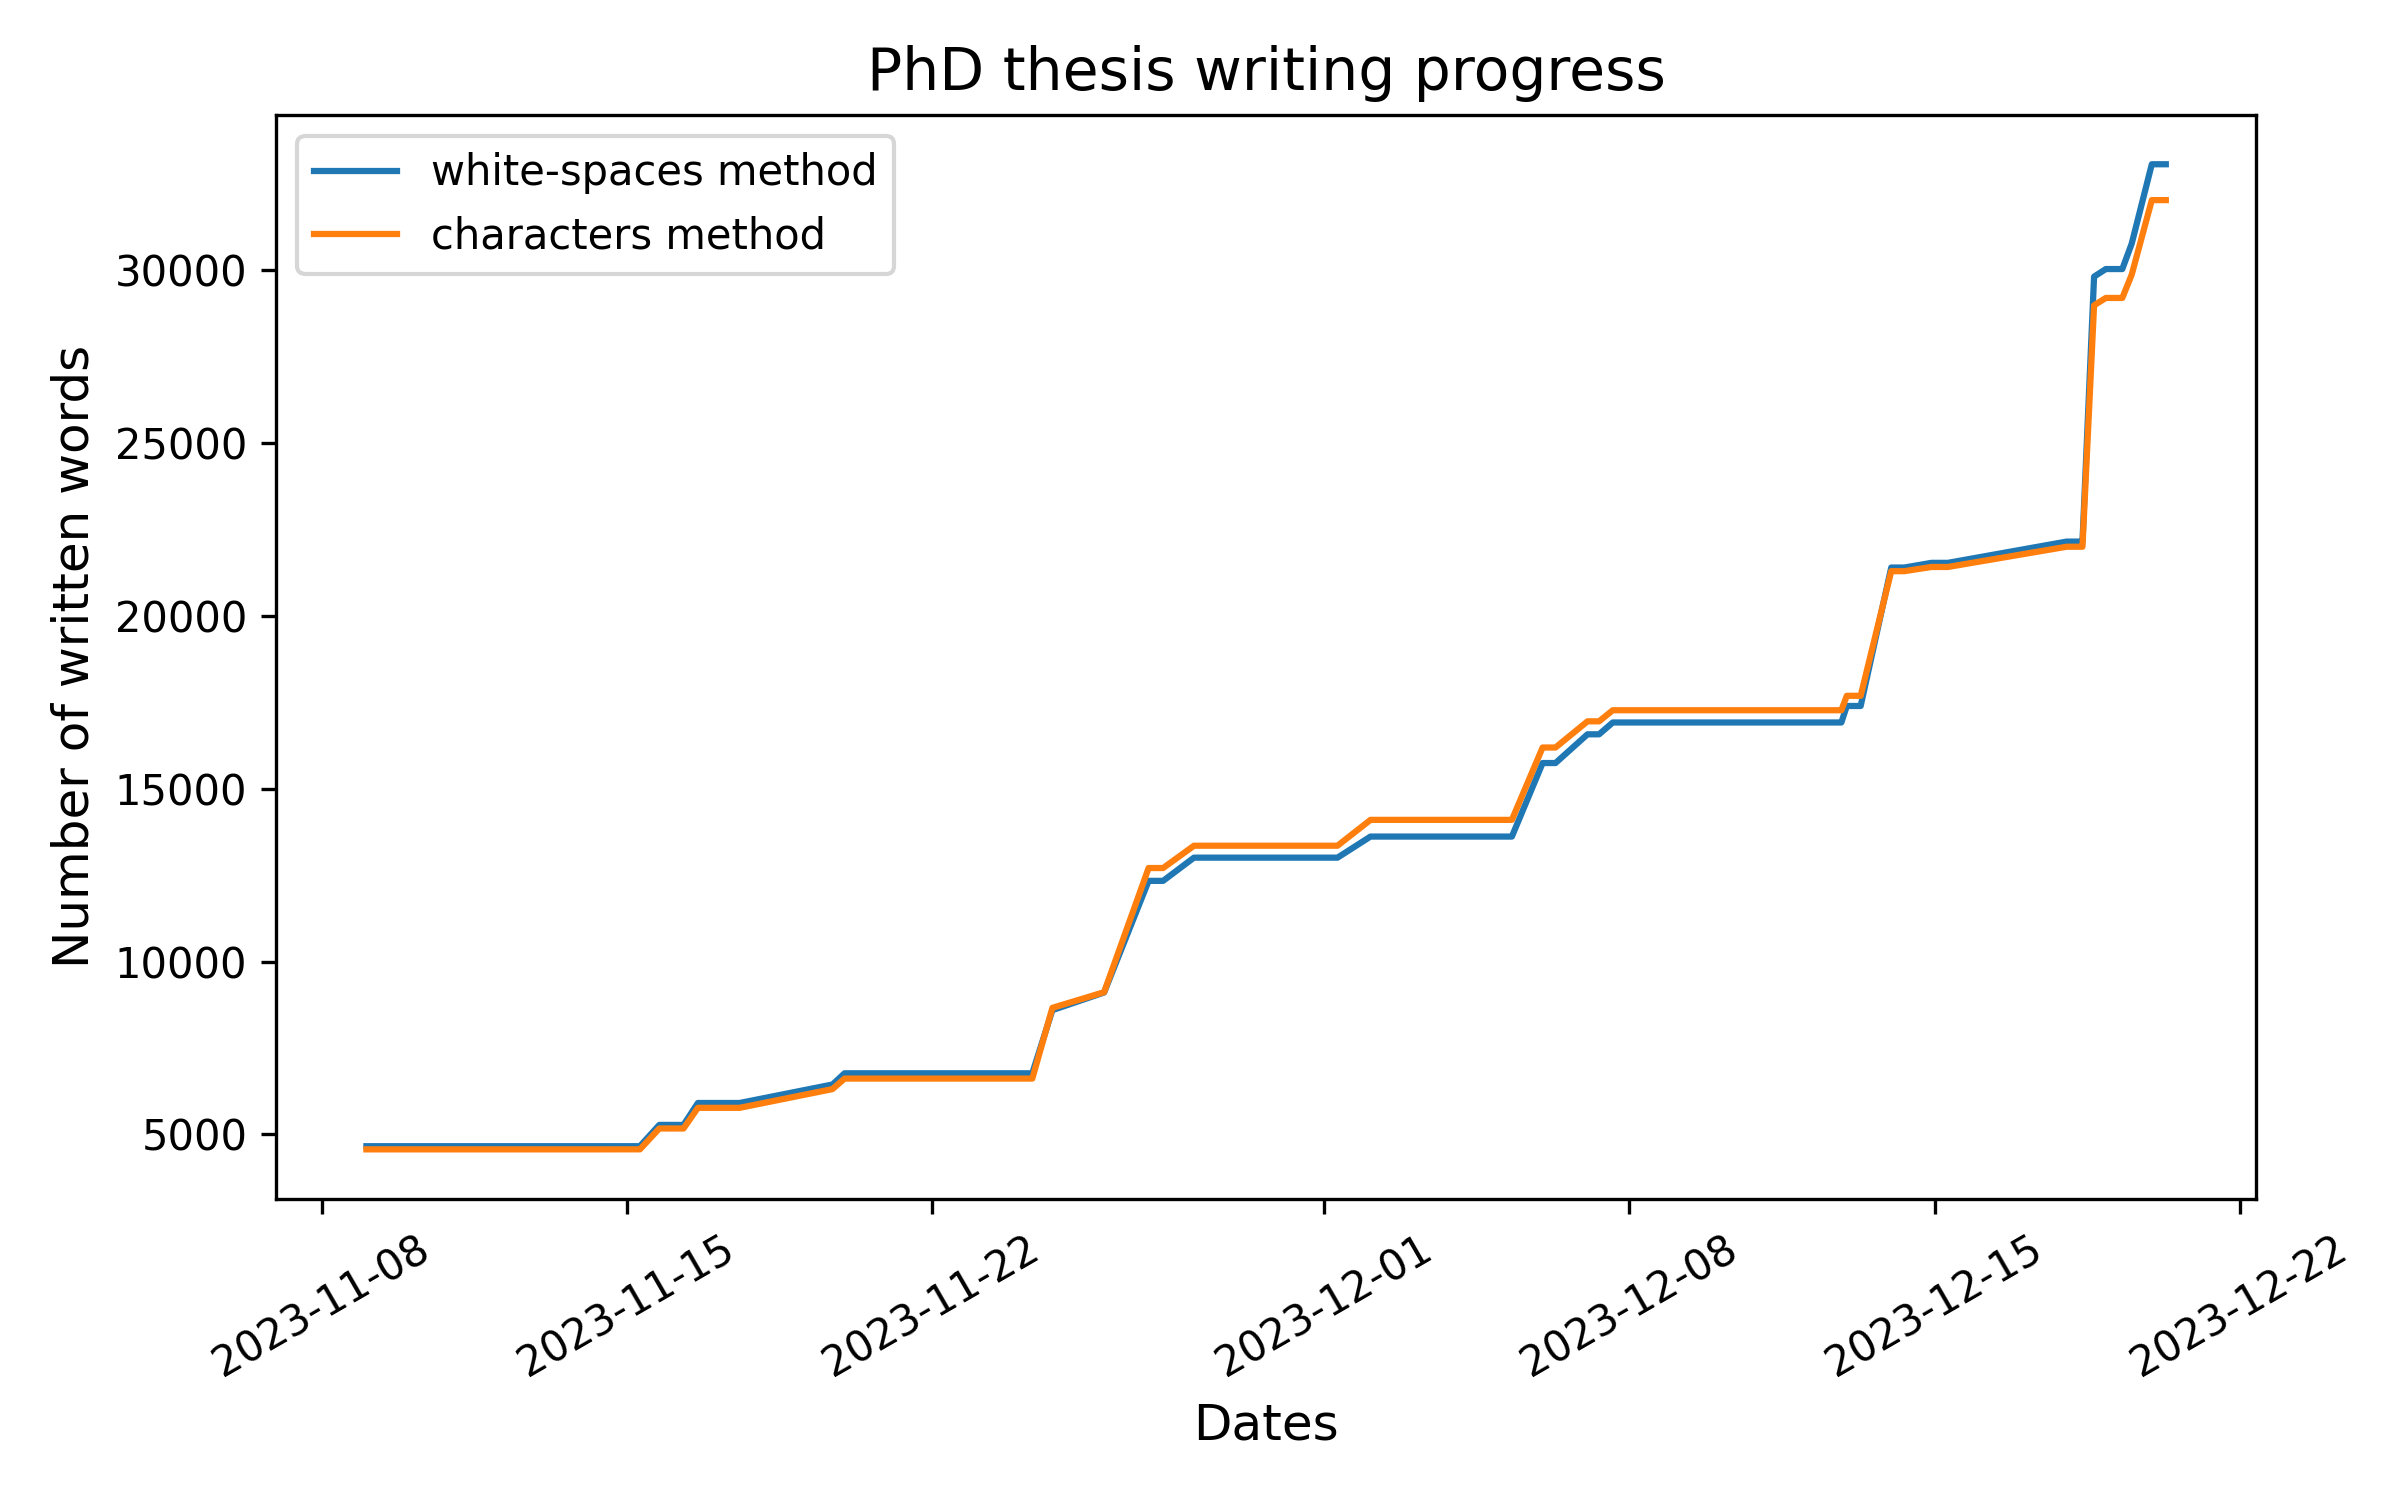 PhD thesis writing progress
white-spaces method
characters method
Number of written words
30000
25000
20000
15000
10000
5000
2023-11-08
2023-11-15
2023-11-22
2023-12-01
2023-12-08
2023-12-15
2023-12-22
Dates